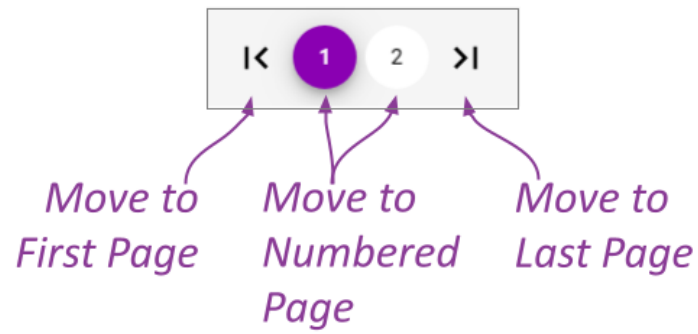 1 2
Move to
First Page
Move to
Numbered
Page
Move to
Last Page